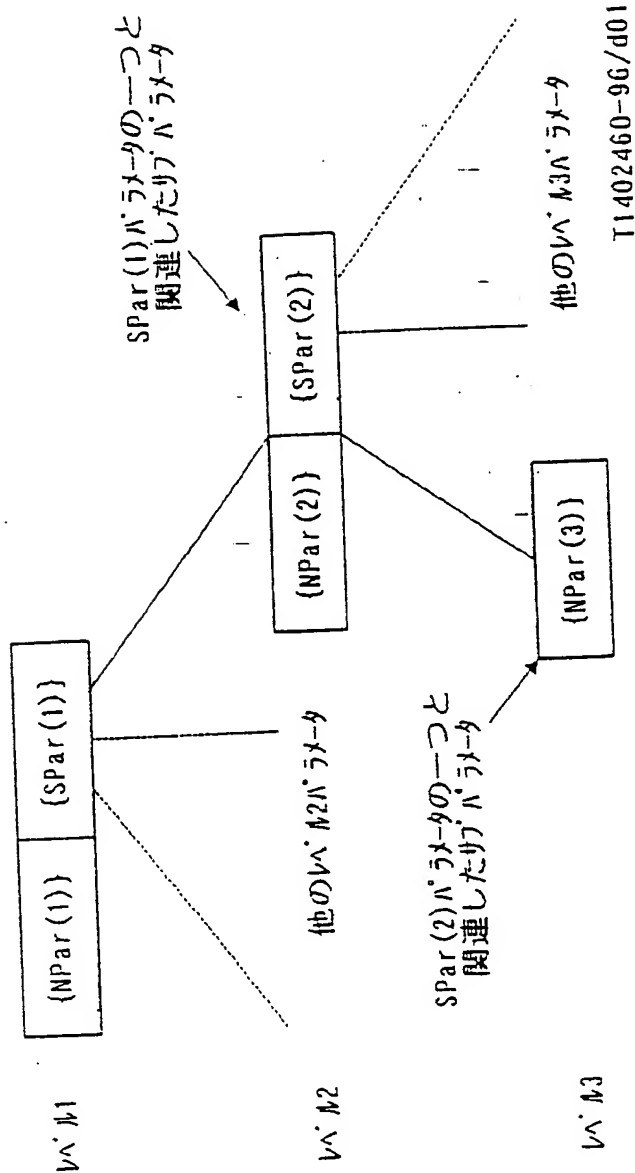 レベル1
{NPar(1)}
{SPar(1)}
SPar(1)パラメータの一つと
関連したサブパラメータ
レベル2
他のレベル2パラメータ
{NPar(2)}
{SPar(2)}
SPar(2)パラメータの一つと
関連したサブパラメータ
レベル3
{NPar(3)}
他のレベル3パラメータ
T1402460-96/d01